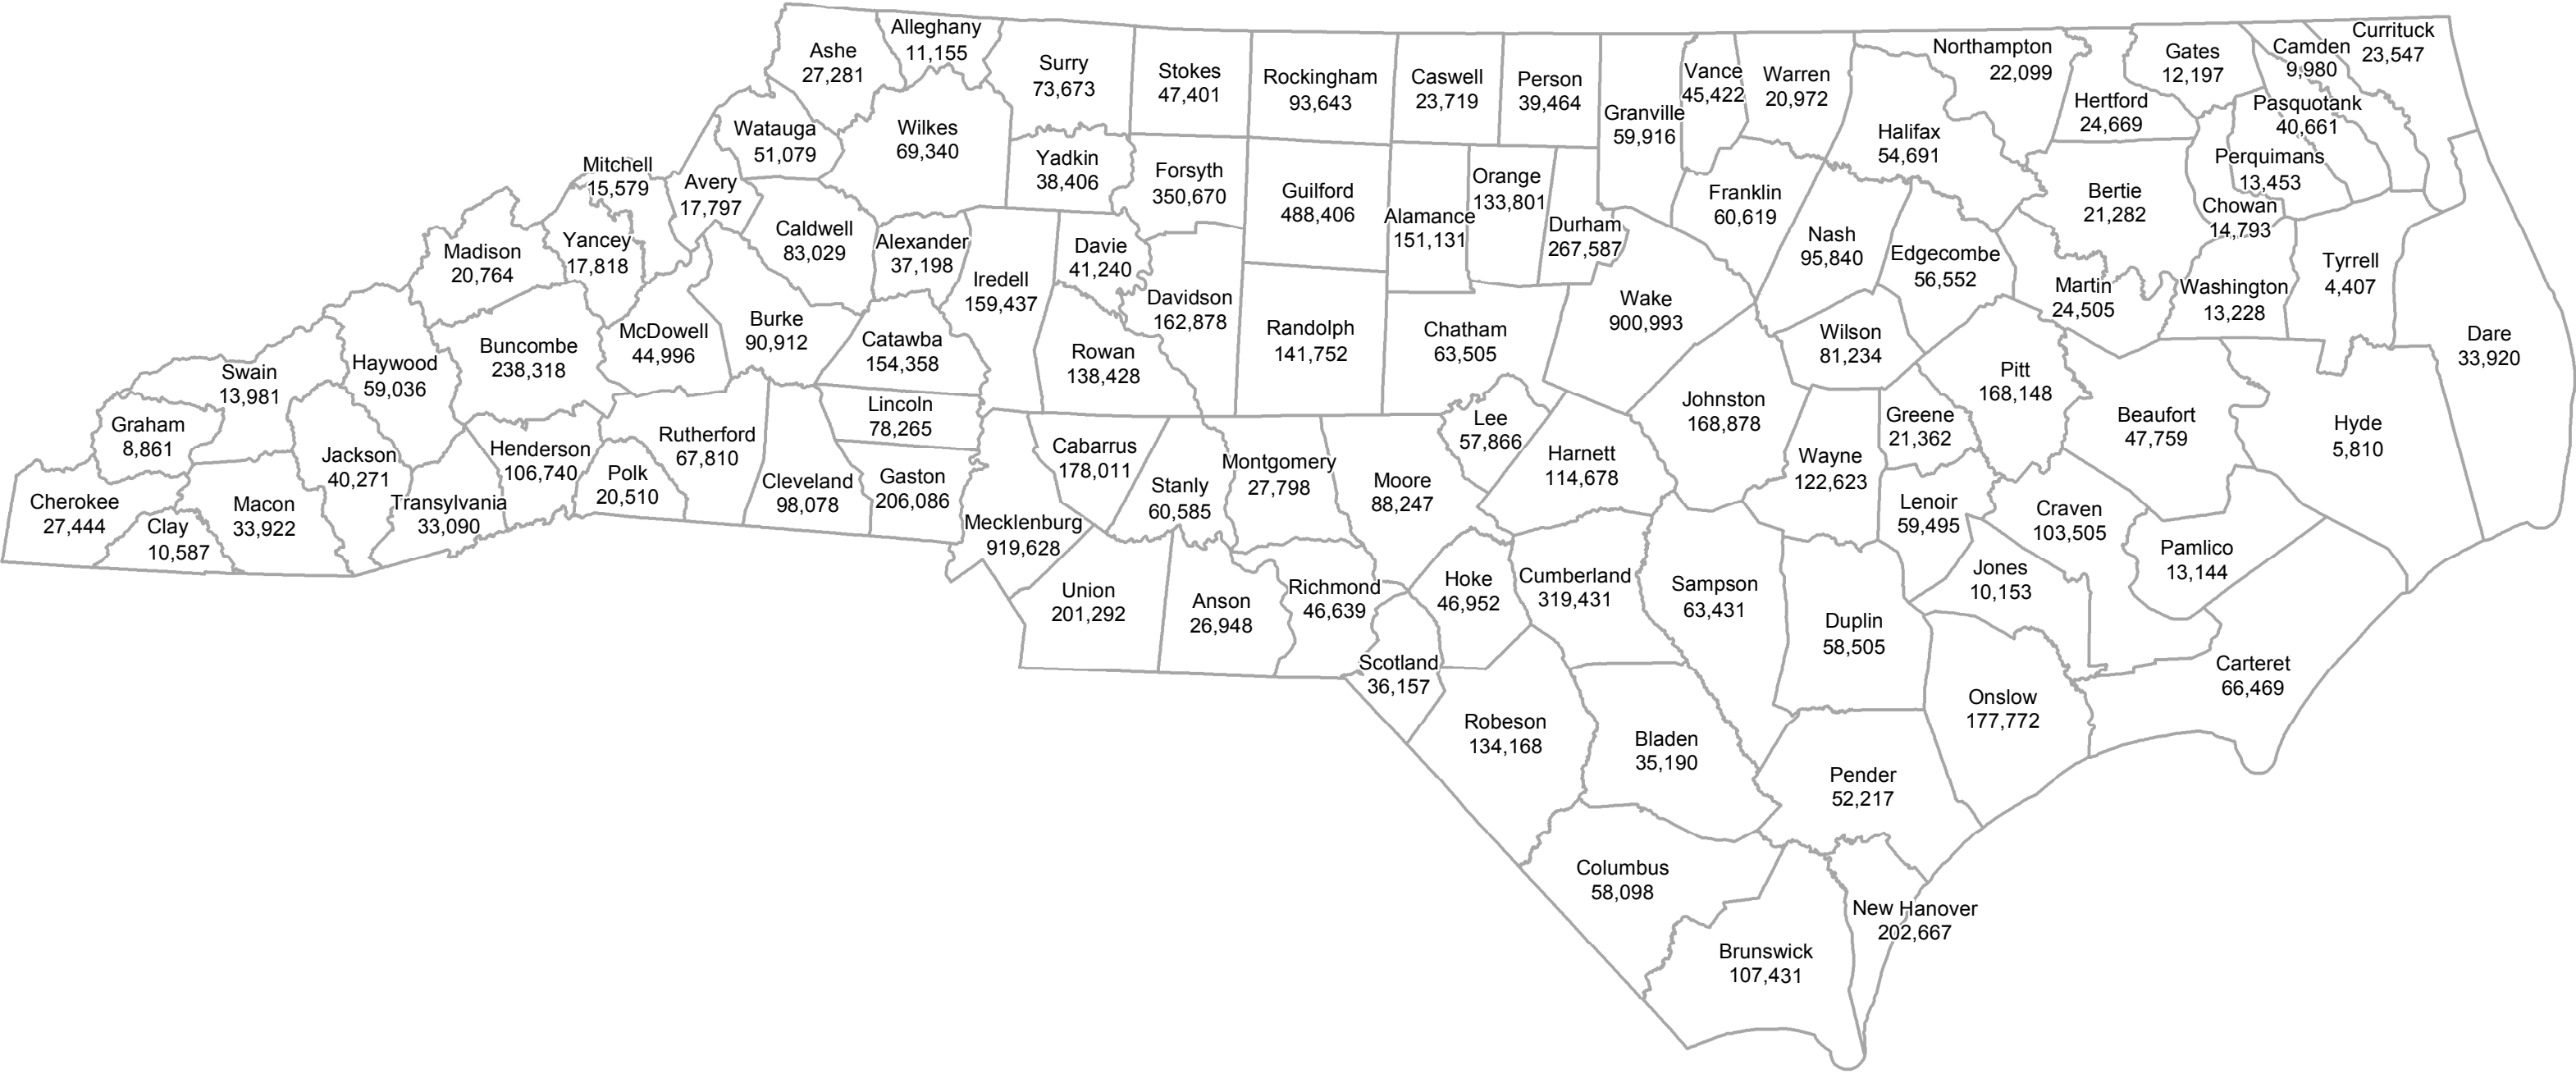 Alleghany
11,155
Ashe
27,281
Surry
73,673
Stokes
47,401
Rockingham
93,643
Caswell
23,719
Person
39,464
Granville
59,916
Vance
45,422
Warren
20,972
Northampton
22,099
Gates
12,197
Camden
9,980
Currituck
23,547
Hertford
24,669
Pasquotank
40,661
Halifax
54,691
Watauga
51,079
Wilkes
69,340
Yadkin
38,406
Forsyth
350,670
Guilford
488,406
Alamance
151,131
Orange
133,801
Durham
267,587
Franklin
60,619
Perquimans
13,453
Bertie
21,282
Chowan
14,793
Mitchell
15,579
Avery
17,797
Madison
20,764
Yancey
17,818
Caldwell
83,029
Alexander
37,198
Iredell
159,437
Davie
41,240
Davidson
162,878
Nash
95,840
Edgecombe
56,552
Martin
24,505
Washington
13,228
Tyrrell
4,407
Dare
33,920
Randolph
141,752
Chatham
63,505
Wake
900,993
Wilson
81,234
Buncombe
238,318
McDowell
44,996
Burke
90,912
Catawba
154,358
Rowan
138,428
Swain
13,981
Haywood
59,036
Pitt
168,148
Johnston
168,878
Greene
21,362
Beaufort
47,759
Hyde
5,810
Graham
8,861
Lincoln
78,265
Lee
57,866
Jackson
40,271
Henderson
106,740
Polk
20,510
Rutherford
67,810
Cleveland
98,078
Gaston
206,086
Cabarrus
178,011
Stanly
60,585
Montgomery
27,798
Moore
88,247
Harnett
114,678
Wayne
122,623
Cherokee
27,444
Clay
10,587
Macon
33,922
Transylvania
33,090
Mecklenburg
919,628
Lenoir
59,495
Craven
103,505
Pamlico
13,144
Union
201,292
Anson
26,948
Richmond
46,639
Hoke
46,952
Cumberland
319,431
Sampson
63,431
Jones
10,153
Duplin
58,505
Scotland
36,157
Carteret
66,469
Onslow
177,772
Robeson
134,168
Bladen
35,190
Pender
52,217
Columbus
58,098
New Hanover
202,667
Brunswick
107,431